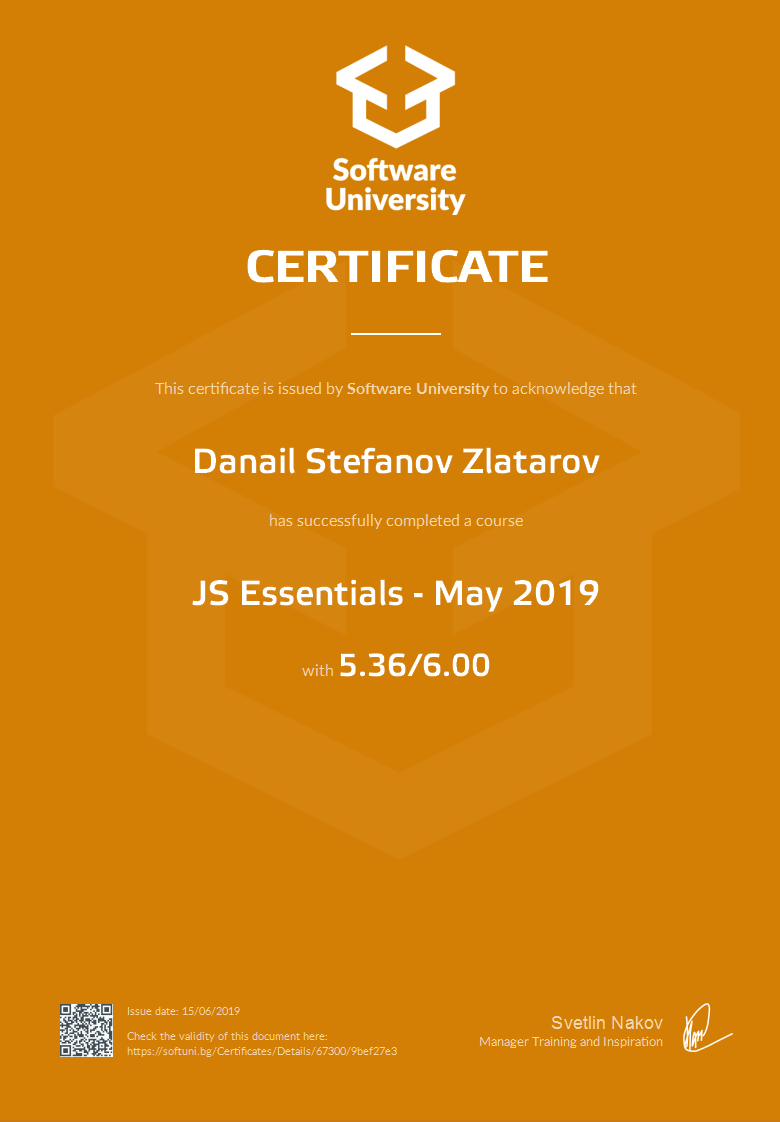 Software
University
CERTIFICATE
This certificate is issued by Software University to acknowledge that
Danail Stefanov Zlatarov
has successfully completed a course
JS Essentials - May 2019
with 5.36/6.00
Issue date: 15/06/2019
Check the validity of this document here:
https://softuni.bg/Certificates/Details/67300/9bef27e3
Svetlin Nakov
Manager Training and Inspiration